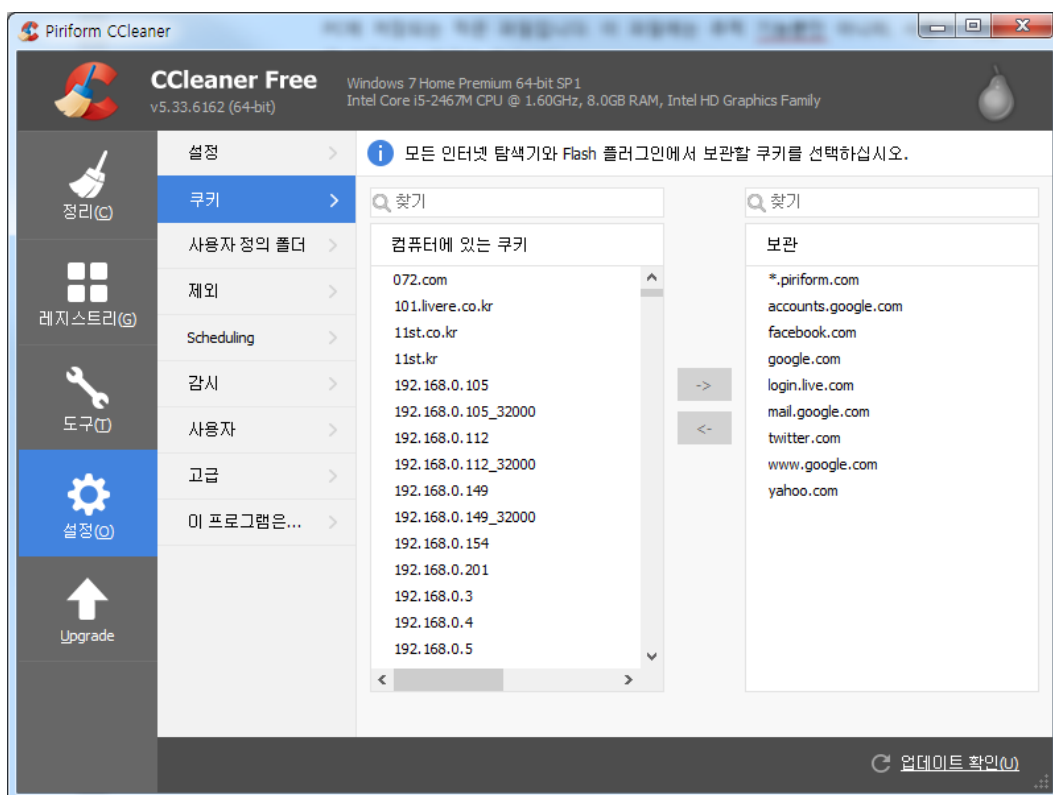 Piriform CCleaner
CCleaner Free
v5.33.6162 (64-bit)
Windows 7 Home Premium 64-bit SP1
Intel Core i5-2467M CPU @ 1.60GHz, 8.0GB RAM, Intel HD Graphics Family
정리(C)
레지스트리(G)
도구(T)
설정(O)
Upgrade
설정
쿠키
사용자 정의 폴더
제외
Scheduling
감시
사용자
고급
이 프로그램은...
모든 인터넷 탐색기와 Flash 플러그인에서 보관할 쿠키를 선택하십시오.
찾기
컴퓨터에 있는 쿠키
072.com
101.livere.co.kr
11st.co.kr
11st.kr
192.168.0.105
192.168.0.105_32000
192.168.0.112
192.168.0.112_32000
192.168.0.149
192.168.0.149_32000
192.168.0.154
192.168.0.201
192.168.0.3
192.168.0.4
192.168.0.5
->
<-
찾기
보관
*.piriform.com
accounts.google.com
facebook.com
google.com
login.live.com
mail.google.com
twitter.com
www.google.com
yahoo.com
업데이트 확인(U)